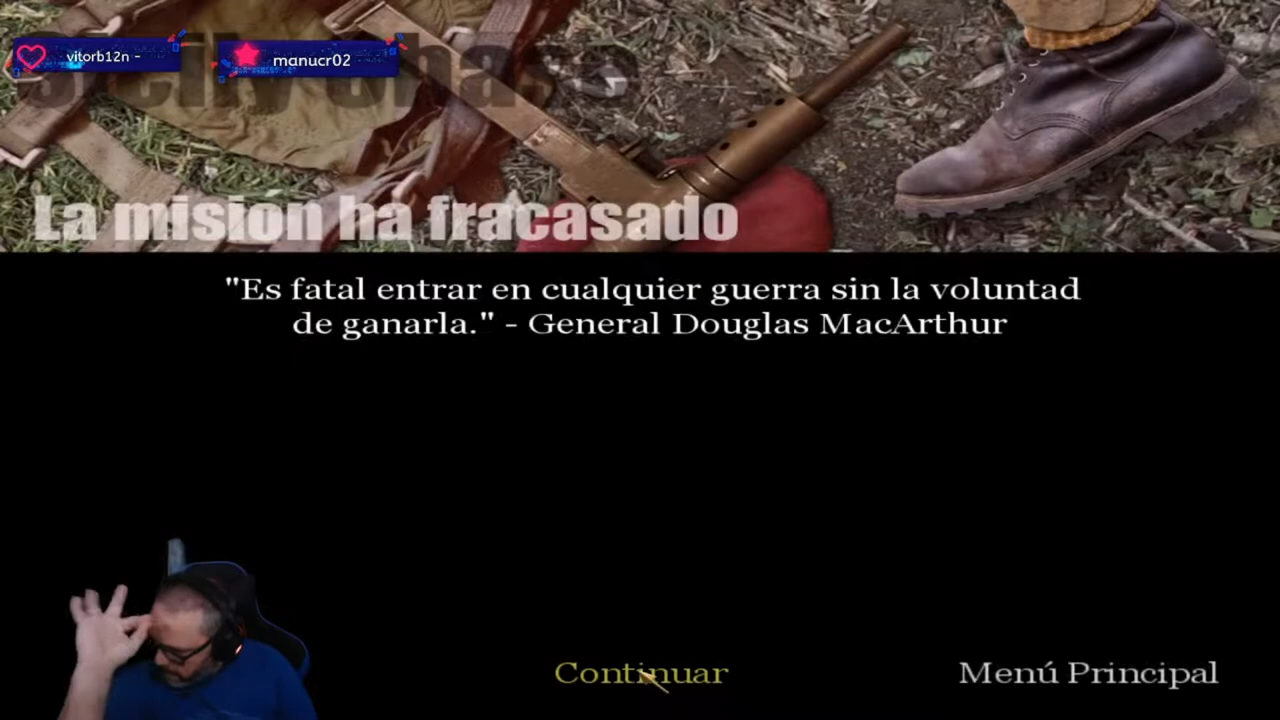 vitorb12n -
manucr02
La mision ha fracasado
"Es fatal entrar en cualquier guerra sin la voluntad
de ganarla." - General Douglas MacArthur
Continuar
Menú Principal